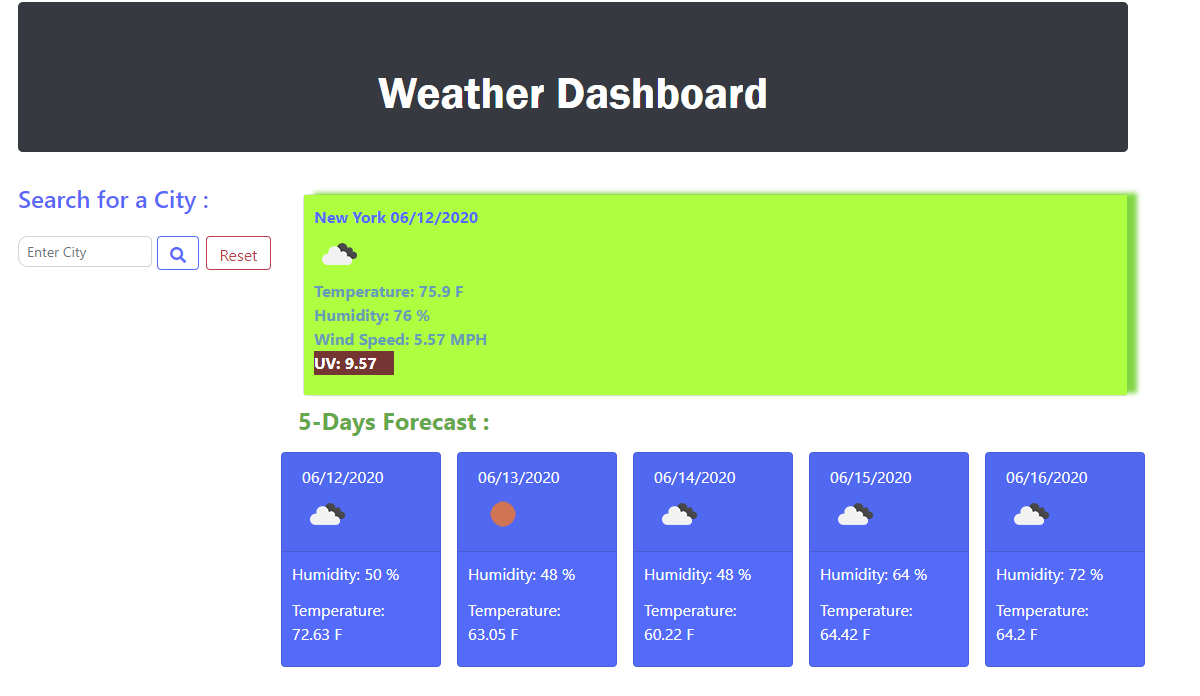 Weather Dashboard
Search for a City :
Enter City
Reset
New York 06/12/2020
Temperature: 75.9 F
Humidity: 76 %
Wind Speed: 5.57 MPH
UV: 9.57
5-Days Forecast :
06/12/2020
Humidity: 50 %
Temperature:
72.63 F
06/13/2020
Humidity: 48 %
Temperature:
63.05 F
06/14/2020
Humidity: 48 %
Temperature:
60.22 F
06/15/2020
Humidity: 64 %
Temperature:
64.42 F
06/16/2020
Humidity: 72 %
Temperature:
64.2 F